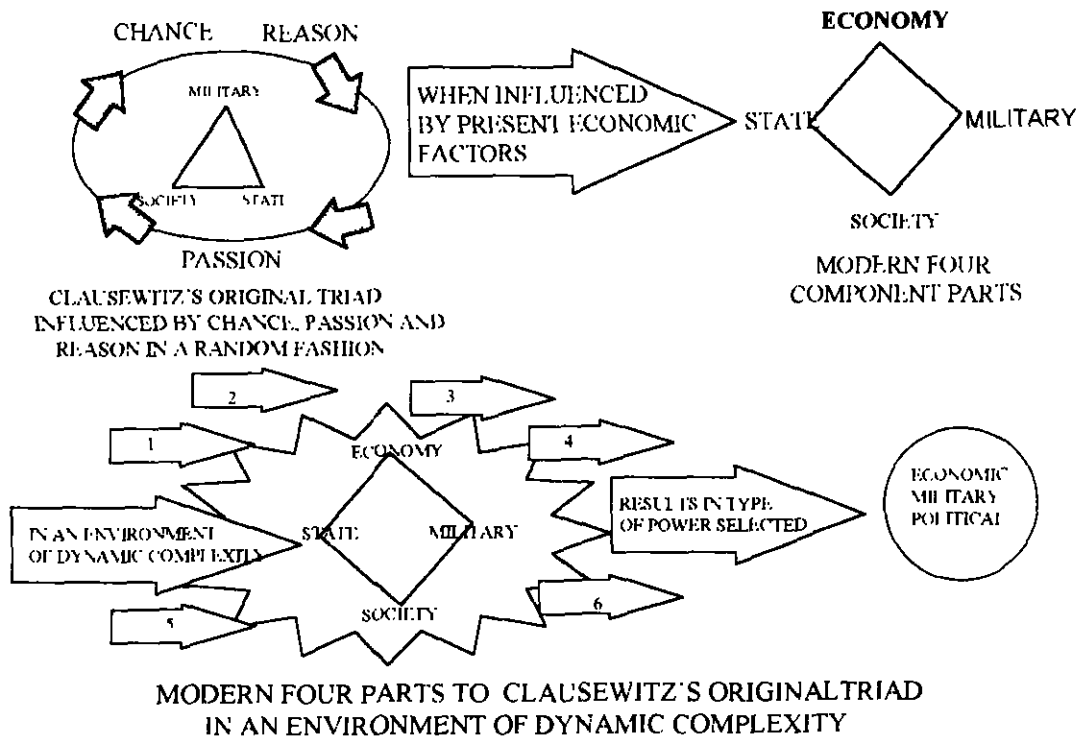 CHANCE REASON
MILITARY
SOCIETY STATE
PASSION
CLAUSEWITZ'S ORIGINAL TRIAD
INFLUENCED BY CHANCE, PASSION AND
REASON IN A RANDOM FASHION
WHEN INFLUENCED
BY PRESENT ECONOMIC
FACTORS
ECONOMY
STATE MILITARY
SOCIETY
MODERN FOUR
COMPONENT PARTS
2 3
1 4
ECONOMY
IN AN ENVIRONMENT
OF DYNAMIC COMPLEXTIY
STATE MILITARY
SOCIETY
5 6
RESULTS IN TYPE
OF POWER SELECTED
ECONOMIC
MILITARY
POLITICAL
MODERN FOUR PARTS TO CLAUSEWITZ'S ORIGINALTRIAD
IN AN ENVIRONMENT OF DYNAMIC COMPLEXITY